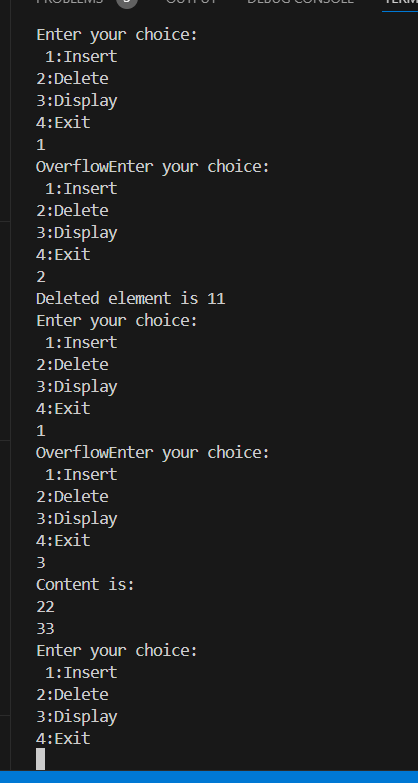 PROBLEMS OUTPUT DEBUG CONSOLE
Enter your choice:
 1:Insert
2:Delete
3:Display
4:Exit
1
OverflowEnter your choice:
 1:Insert
2:Delete
3:Display
4:Exit
2
Deleted element is 11
Enter your choice:
 1:Insert
2:Delete
3:Display
4:Exit
1
OverflowEnter your choice:
 1:Insert
2:Delete
3:Display
4:Exit
3
Content is:
22
33
Enter your choice:
 1:Insert
2:Delete
3:Display
4:Exit